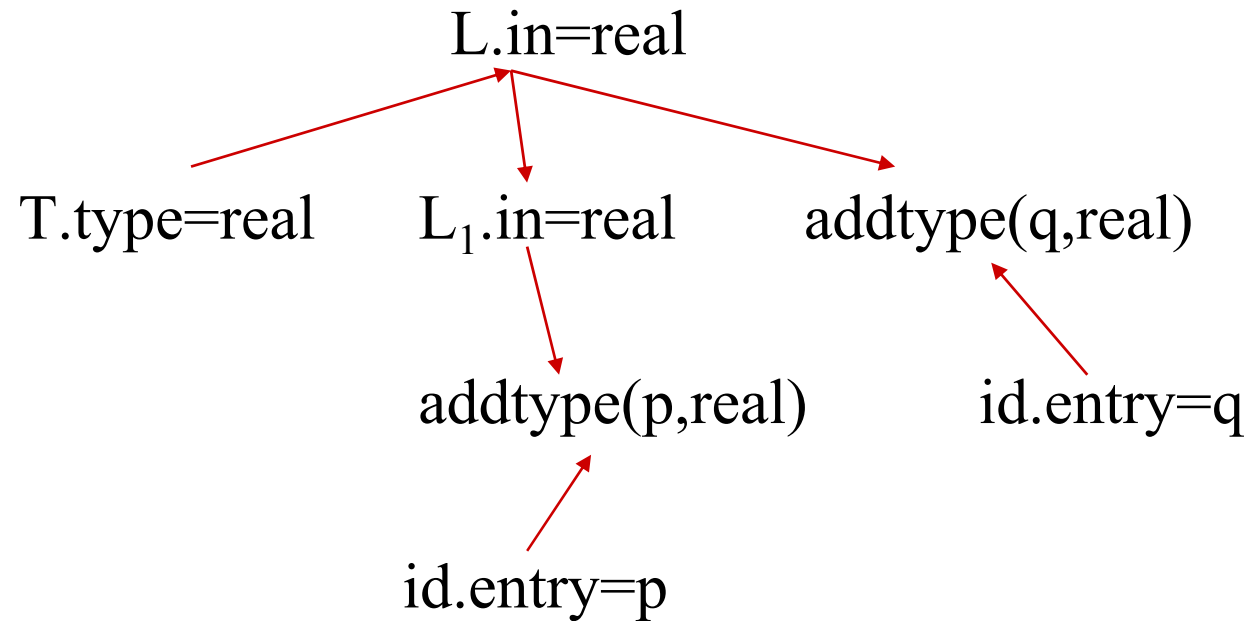 L.in=real
T.type=real L₁.in=real addtype(q,real)
addtype(p,real) id.entry=q
id.entry=p